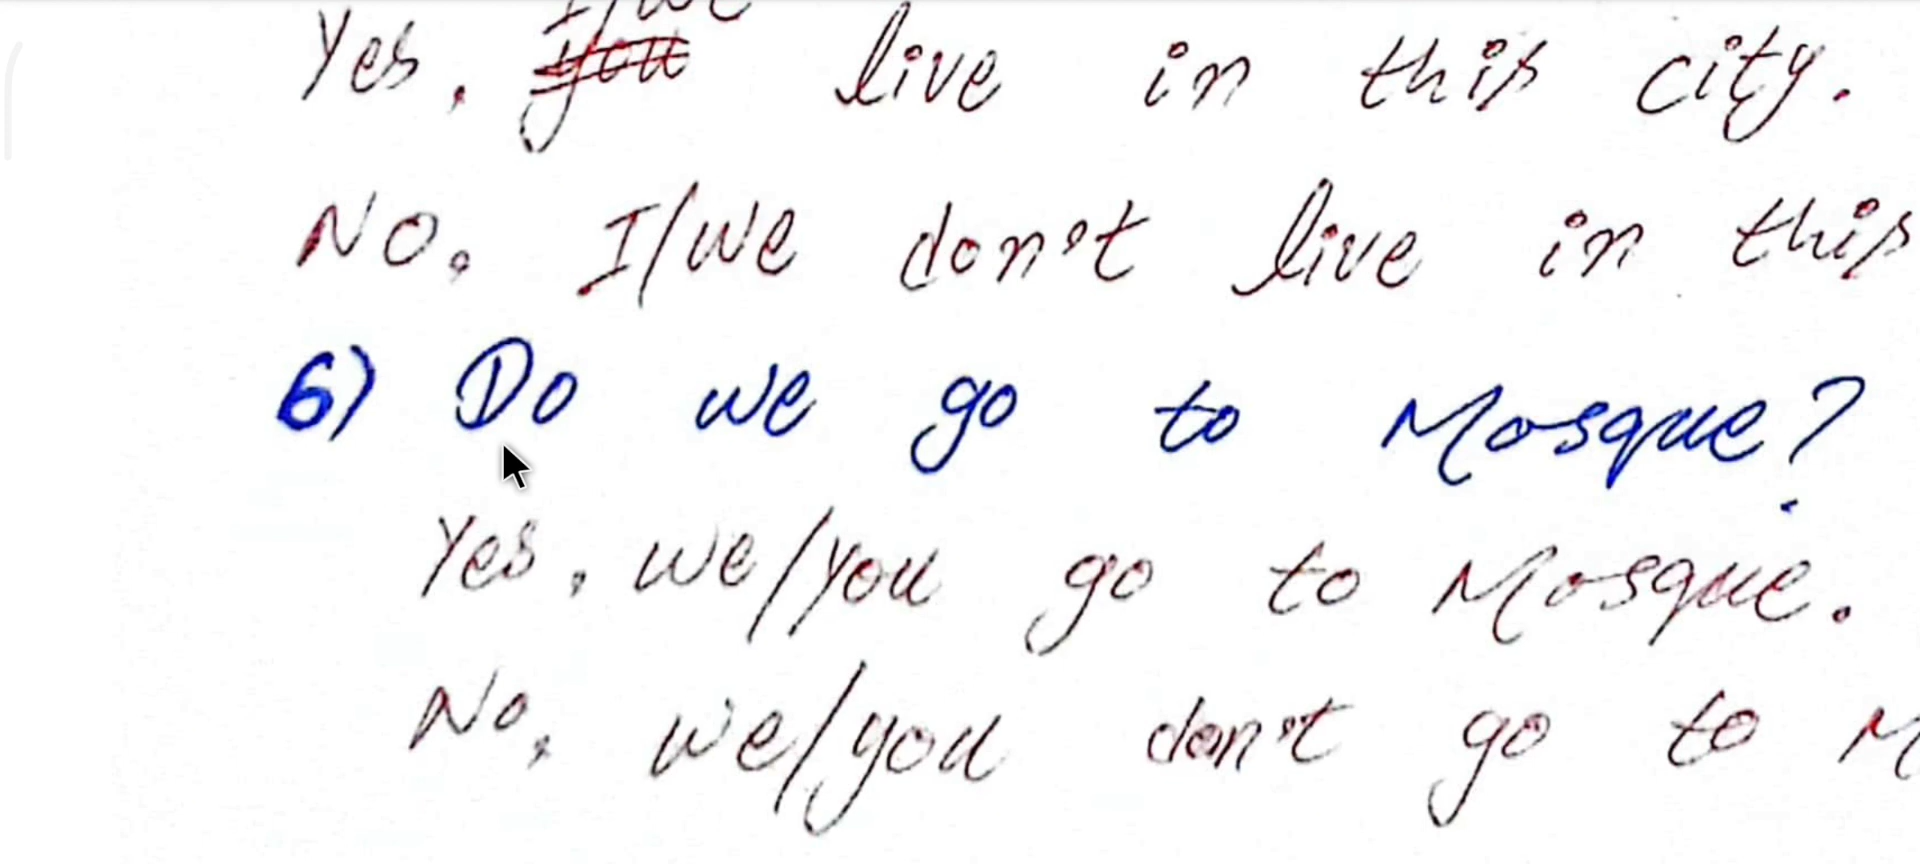 Yes, I/we live in this city.
No, I/we don't live in this
6) Do we go to Mosque?
Yes, we/you go to Mosque.
No, we/you don't go to M